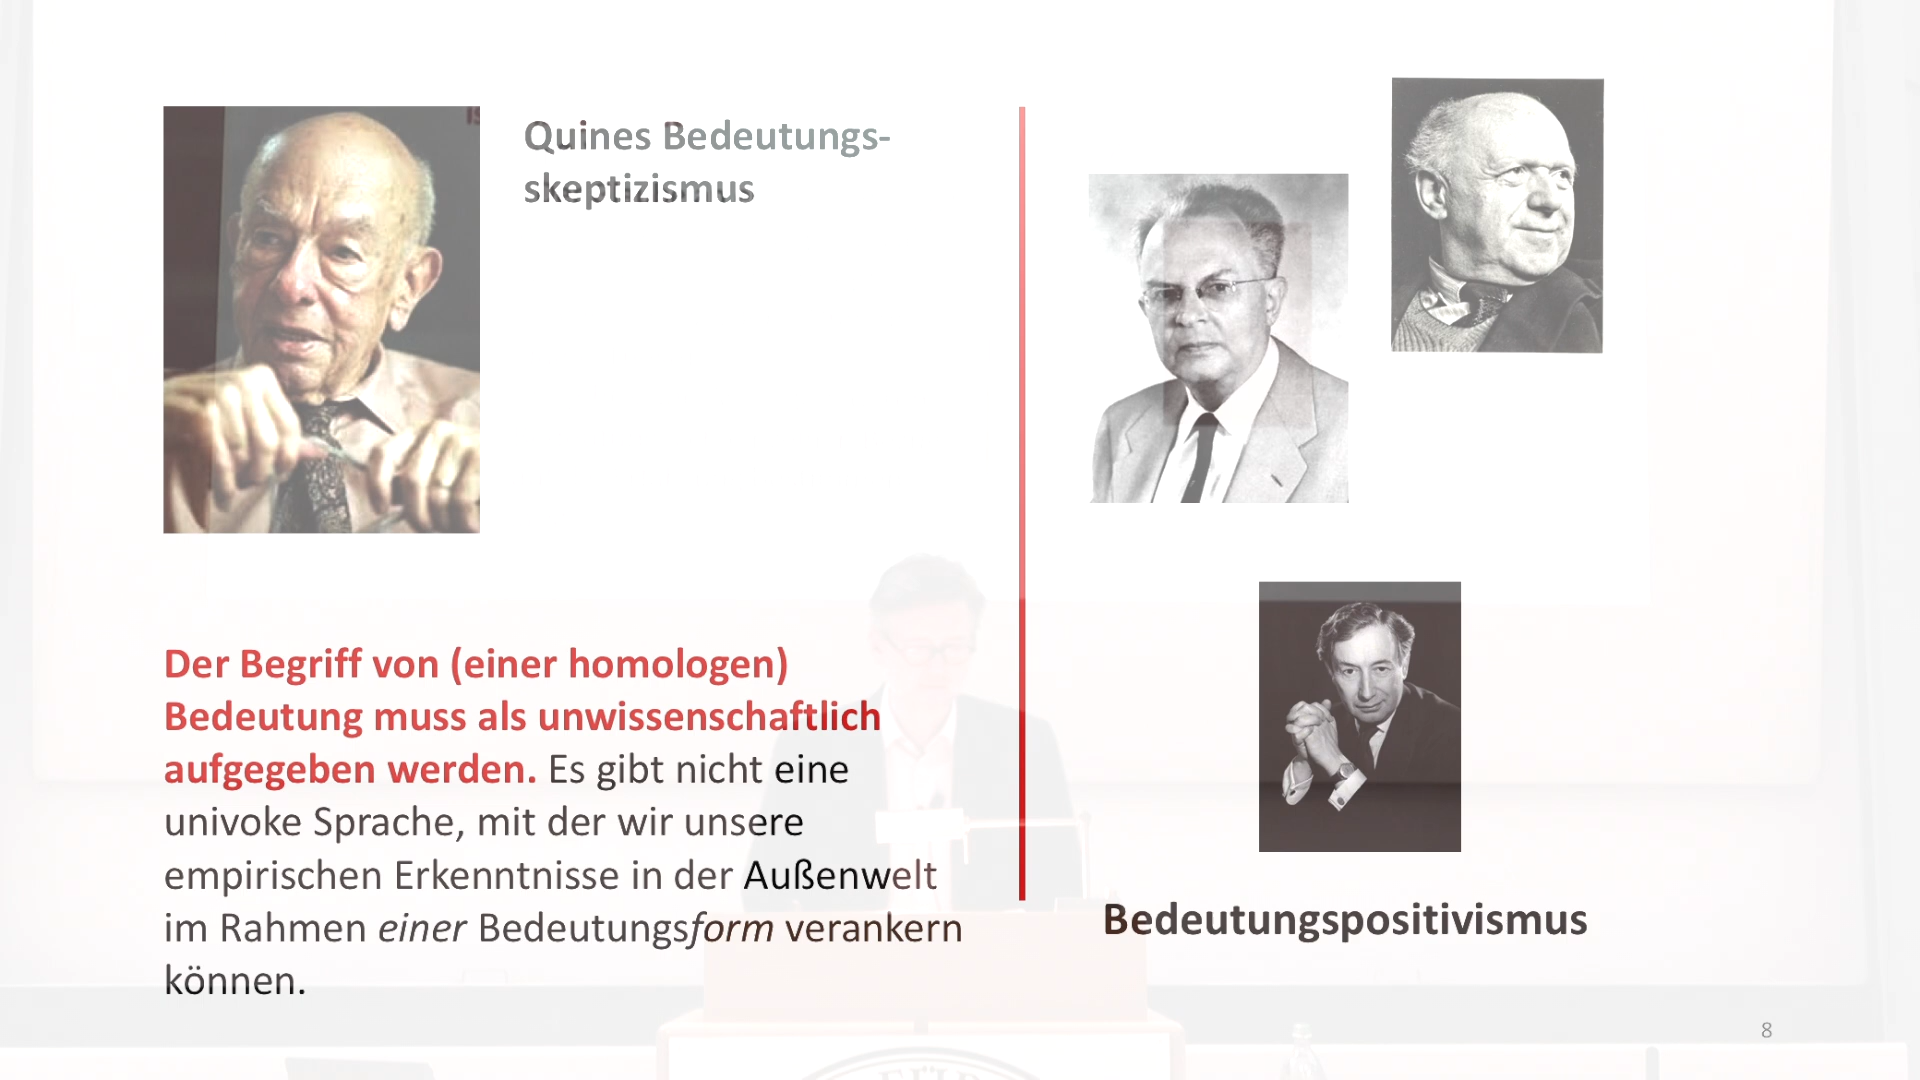 Quines Bedeutungs-
skeptizismus
Der Begriff von (einer homologen)
Bedeutung muss als unwissenschaftlich
aufgegeben werden. Es gibt nicht eine
univoke Sprache, mit der wir unsere
empirischen Erkenntnisse in der Außenwelt
im Rahmen einer Bedeutungsform verankern
können.
Bedeutungspositivismus
8